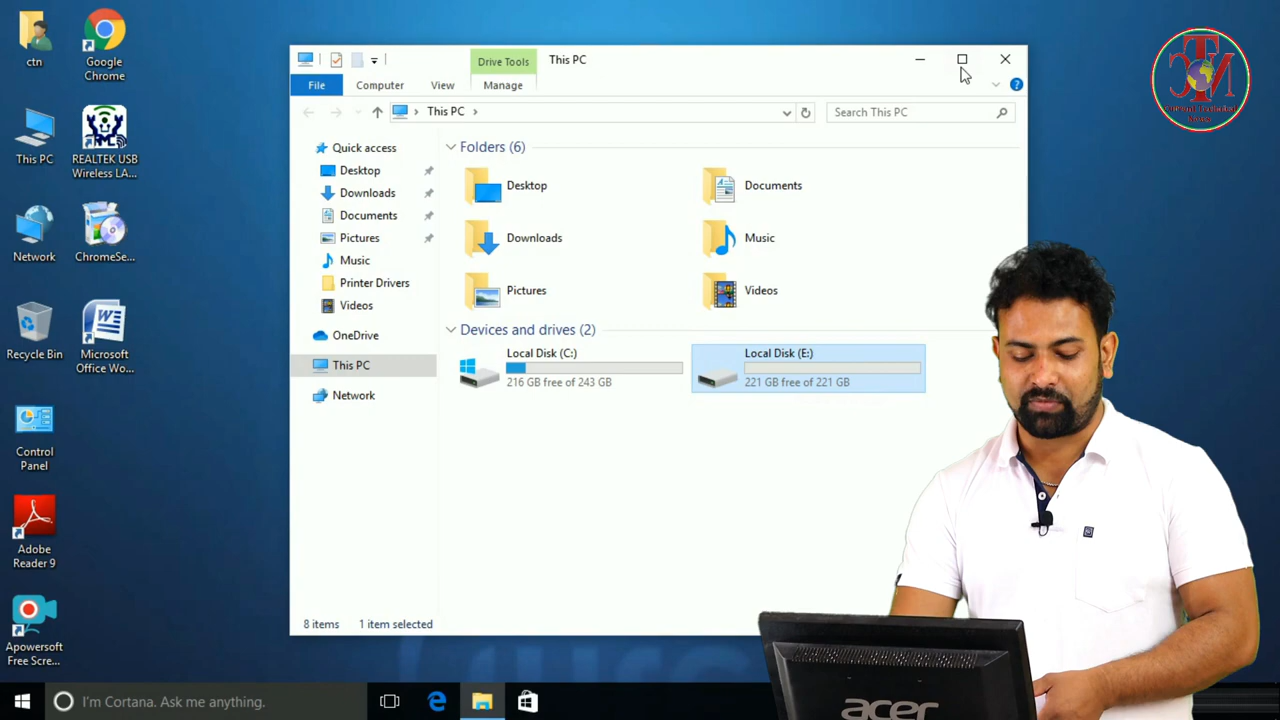 ctn
Google
Chrome
This PC
REALTEK USB
Wireless LA...
Network
ChromeSe...
Recycle Bin
Microsoft
Office Wo...
Control
Panel
Adobe
Reader 9
Apowersoft
Free Scre...
Drive Tools
This PC
File
Computer
View
Manage
This PC
Search This PC
Quick access
Desktop
Downloads
Documents
Pictures
Music
Printer Drivers
Videos
OneDrive
This PC
Network
Folders (6)
Desktop
Documents
Downloads
Music
Pictures
Videos
Devices and drives (2)
Local Disk (C:)
216 GB free of 243 GB
Local Disk (E:)
221 GB free of 221 GB
8 items
1 item selected
I'm Cortana. Ask me anything.
acer
CTN